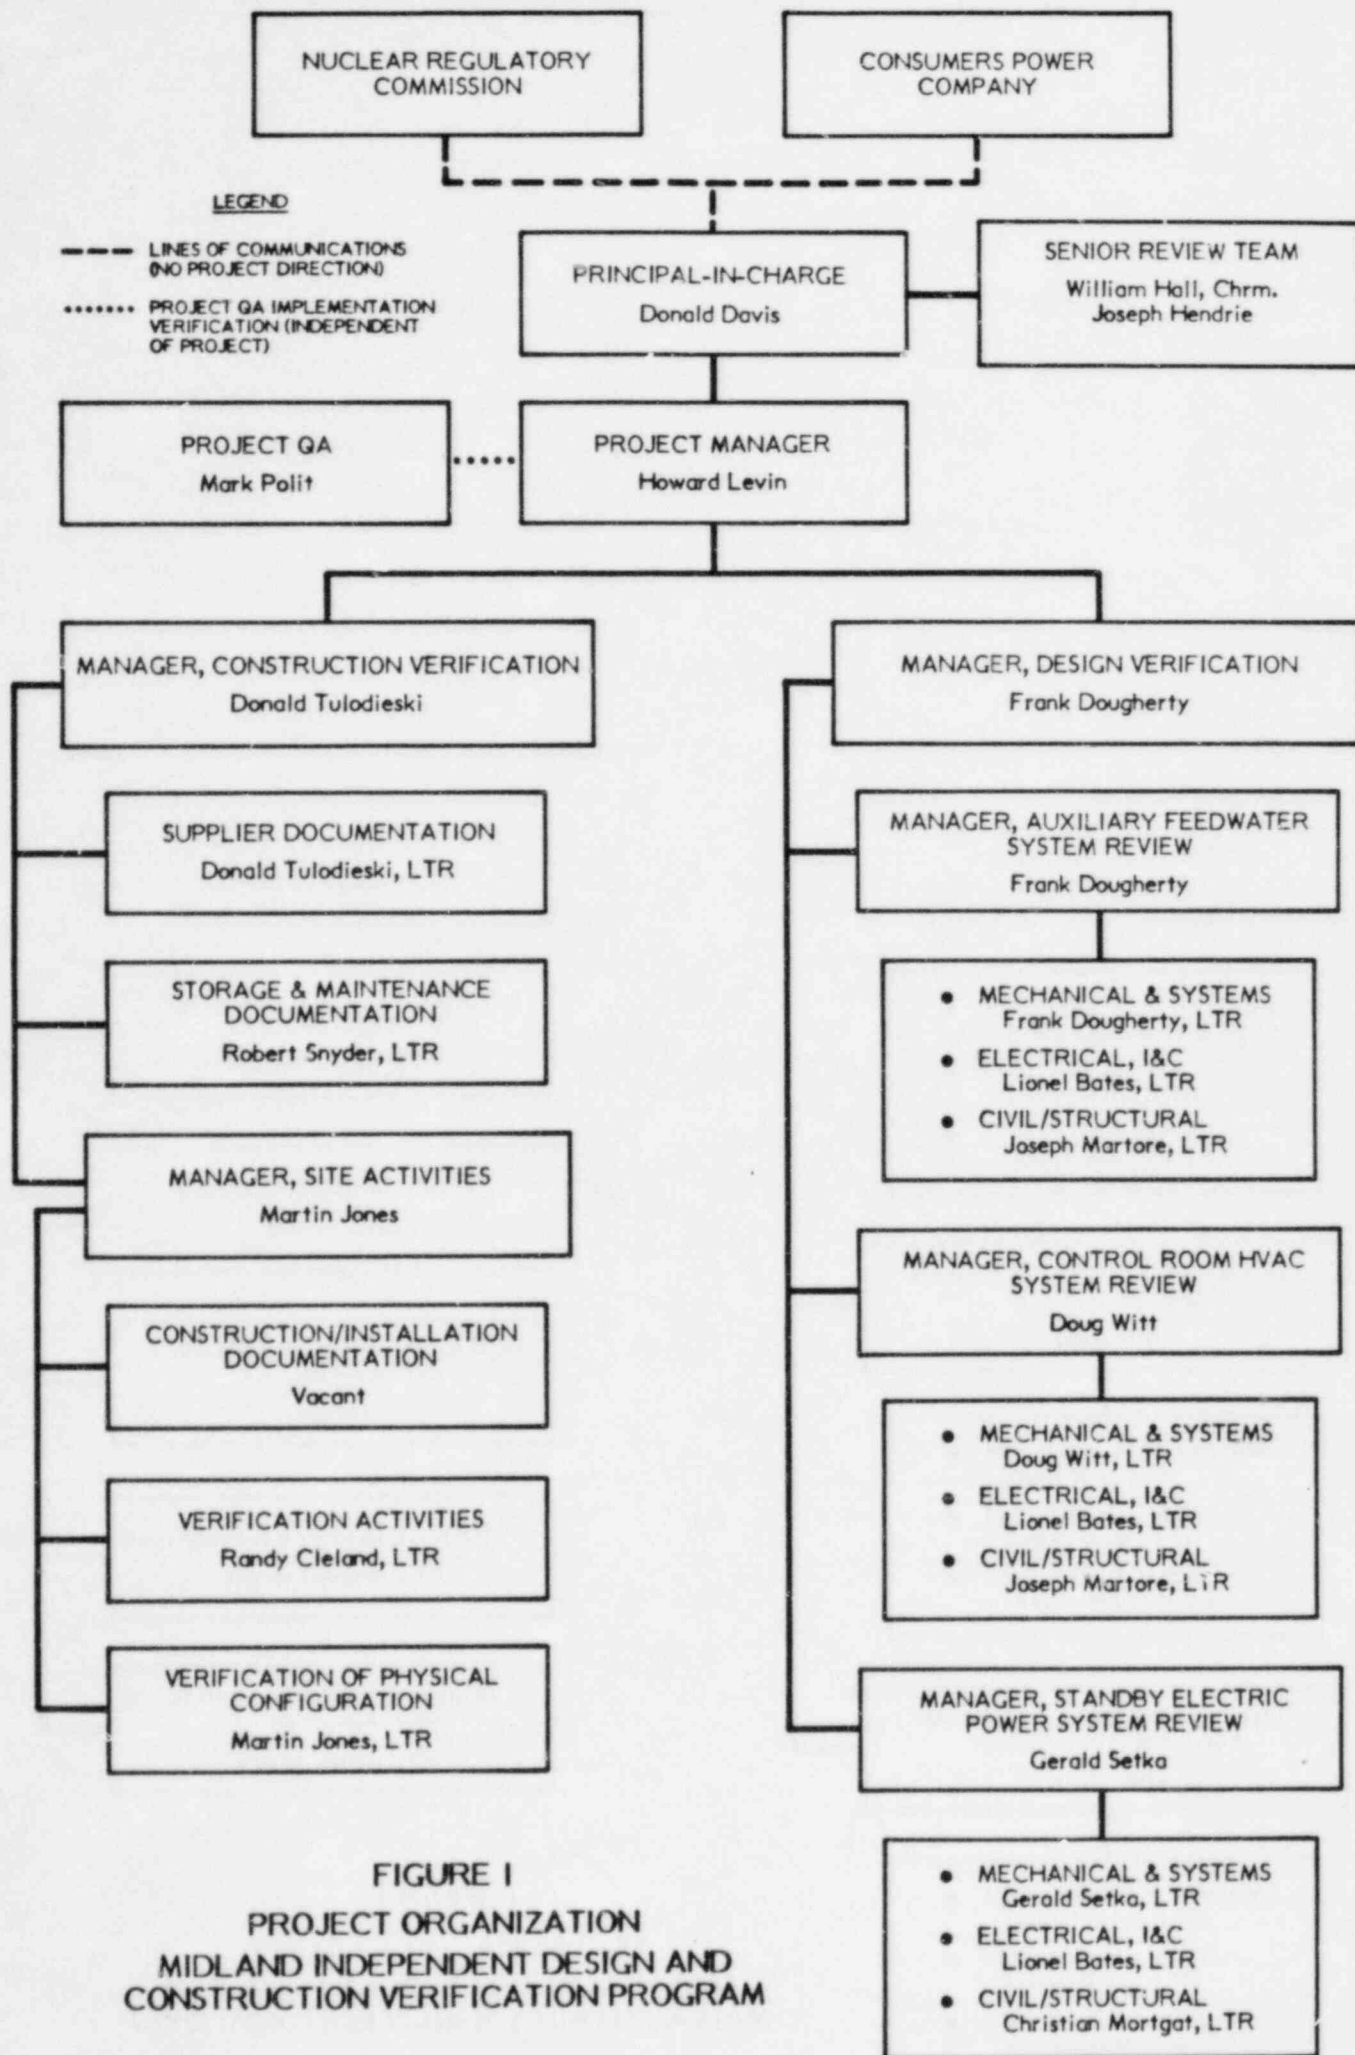 NUCLEAR REGULATORY
COMMISSION
CONSUMERS POWER
COMPANY
LEGEND
LINES OF COMMUNICATIONS
(NO PROJECT DIRECTION)
PROJECT QA IMPLEMENTATION
VERIFICATION (INDEPENDENT
OF PROJECT)
PRINCIPAL-IN-CHARGE
Donald Davis
SENIOR REVIEW TEAM
William Hall, Chrm.
Joseph Hendrie
PROJECT QA
Mark Polit
PROJECT MANAGER
Howard Levin
MANAGER, CONSTRUCTION VERIFICATION
Donald Tulodieski
SUPPLIER DOCUMENTATION
Donald Tulodieski, LTR
STORAGE & MAINTENANCE
DOCUMENTATION
Robert Snyder, LTR
MANAGER, SITE ACTIVITIES
Martin Jones
CONSTRUCTION/INSTALLATION
DOCUMENTATION
Vacant
VERIFICATION ACTIVITIES
Randy Cleland, LTR
VERIFICATION OF PHYSICAL
CONFIGURATION
Martin Jones, LTR
MANAGER, DESIGN VERIFICATION
Frank Dougherty
MANAGER, AUXILIARY FEEDWATER
SYSTEM REVIEW
Frank Dougherty
• MECHANICAL & SYSTEMS
Frank Dougherty, LTR
• ELECTRICAL, I&C
Lionel Bates, LTR
• CIVIL/STRUCTURAL
Joseph Martore, LTR
MANAGER, CONTROL ROOM HVAC
SYSTEM REVIEW
Doug Witt
• MECHANICAL & SYSTEMS
Doug Witt, LTR
• ELECTRICAL, I&C
Lionel Bates, LTR
• CIVIL/STRUCTURAL
Joseph Martore, LTR
MANAGER, STANDBY ELECTRIC
POWER SYSTEM REVIEW
Gerald Setka
• MECHANICAL & SYSTEMS
Gerald Setka, LTR
• ELECTRICAL, I&C
Lionel Bates, LTR
• CIVIL/STRUCTURAL
Christian Mortgat, LTR
FIGURE 1
PROJECT ORGANIZATION
MIDLAND INDEPENDENT DESIGN AND
CONSTRUCTION VERIFICATION PROGRAM